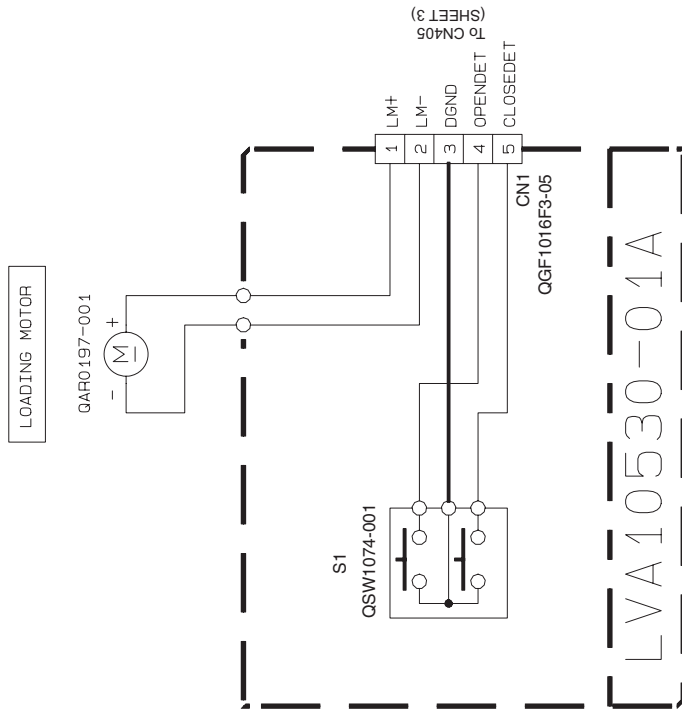 LOADING MOTOR
QAR0197-001
- +
M
To CN405
(SHEET 3)
1 LM+
2 LM-
3 DGND
4 OPENDET
5 CLOSEDET
CN1
QGF1016F3-05
S1
QSW1074-001
LVA10530-01A